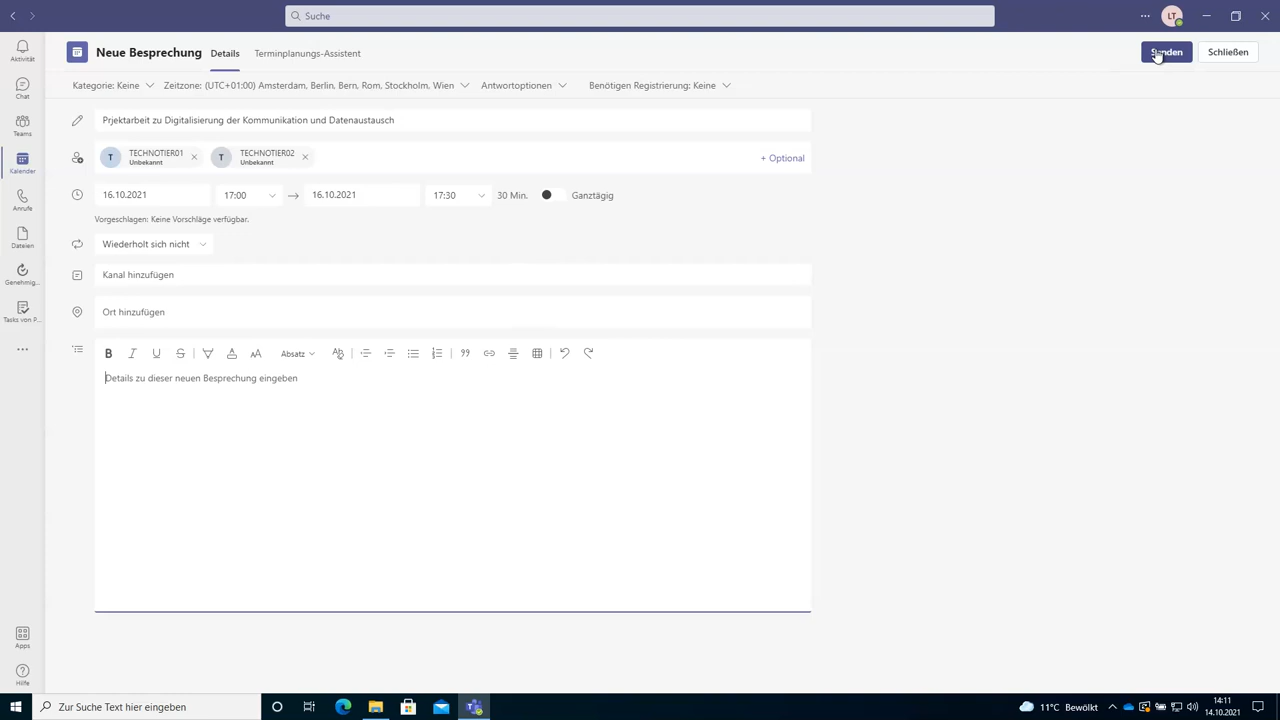 Suche
LT
Neue Besprechung Details Terminplanungs-Assistent
Senden Schließen
Kategorie: Keine Zeitzone: (UTC+01:00) Amsterdam, Berlin, Bern, Rom, Stockholm, Wien Antwortoptionen Benötigen Registrierung: Keine
Aktivität
Chat
Teams
Kalender
Anrufe
Dateien
Genehmig...
Tasks von P...
Apps
Hilfe
Prjektarbeit zu Digitalisierung der Kommunikation und Datenaustausch
T TECHNOTIER01 T TECHNOTIER02
Unbekannt Unbekannt
+ Optional
16.10.2021 17:00 16.10.2021 17:30 30 Min. Ganztägig
Vorgeschlagen: Keine Vorschläge verfügbar.
Wiederholt sich nicht
Kanal hinzufügen
Ort hinzufügen
Absatz
Details zu dieser neuen Besprechung eingeben
Zur Suche Text hier eingeben
11°C Bewölkt
14:11
14.10.2021